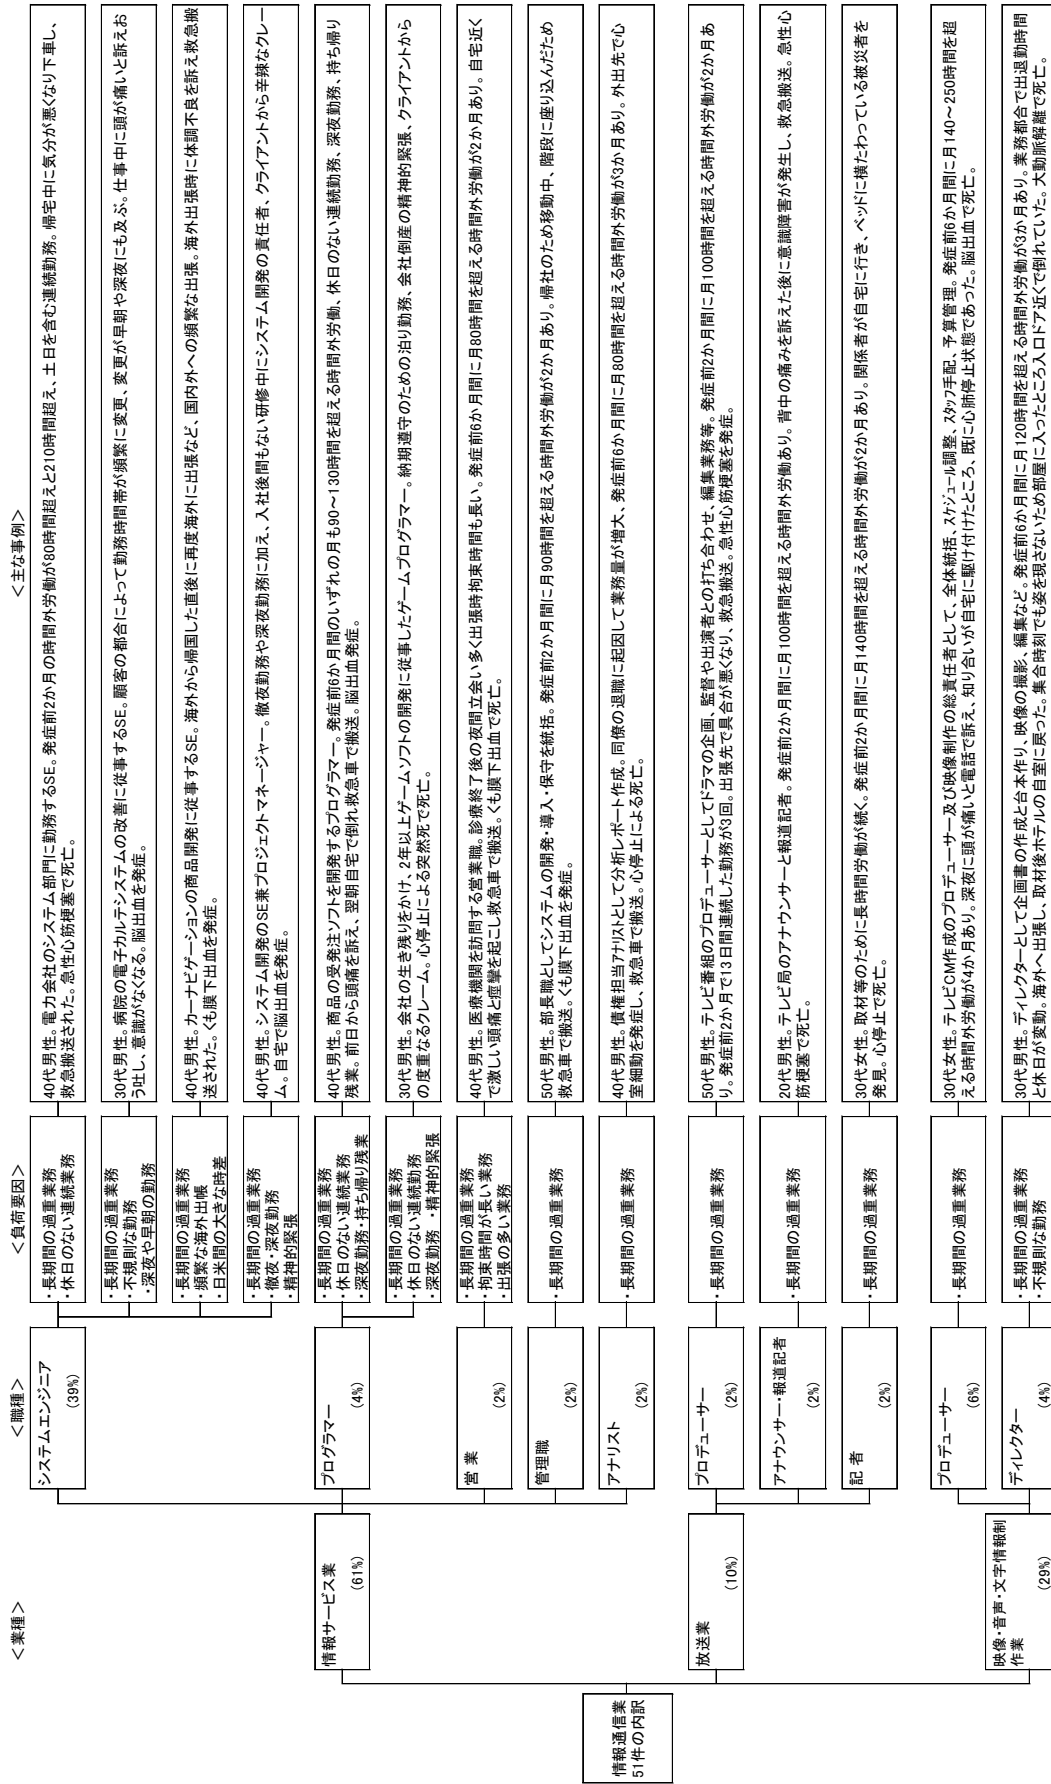 ＜業種＞
＜職種＞
＜負荷要因＞
＜主な事例＞
情報通信業
51件の内訳
情報サービス業
(61%)
システムエンジニア
(39%)
・長期間の過重業務
・休日のない連続業務
40代男性。電力会社のシステム部門に勤務するSE。発症前2か月の時間外労働が80時間超えと210時間超え、土日を含む連続勤務。帰宅中に気分が悪くなり下車し、
救急搬送された。急性心筋梗塞で死亡。
・長期間の過重業務
・不規則な勤務
・深夜や早朝の勤務
30代男性。病院の電子カルテシステムの改善に従事するSE。顧客の都合によって勤務時間帯が頻繁に変更、変更が早朝や深夜にも及ぶ。仕事中に頭が痛いと訴えお
う吐し、意識がなくなる。脳出血を発症。
・長期間の過重業務
・頻繁な海外出帳
・日米間の大きな時差
40代男性。カーナビゲーションの商品開発に従事するSE。海外から帰国した直後に再度海外に出張など、国内外への頻繁な出張。海外出張時に体調不良を訴え救急搬
送された。くも膜下出血を発症。
・長期間の過重業務
・徹夜・深夜勤務
・精神的緊張
40代男性。システム開発のSE兼プロジェクトマネージャー。徹夜勤務や深夜勤務に加え、入社後間もない研修中にシステム開発の責任者、クライアントから辛辣なクレー
ム。自宅で脳出血を発症。
プログラマー
(4%)
・長期間の過重業務
・休日のない連続業務
・深夜勤務・持ち帰り残業
40代男性。商品の受発注ソフトを開発するプログラマー。発症前6か月間のいずれの月も90～130時間を超える時間外労働、休日のない連続勤務、深夜勤務、持ち帰り
残業。前日から頭痛を訴え、翌朝自宅で倒れ救急車で搬送。脳出血発症。
・長期間の過重業務
・休日のない連続勤務
・深夜勤務 ・精神的緊張
30代男性。会社の生き残りをかけ、2年以上ゲームソフトの開発に従事したゲームプログラマー。納期遵守のための泊り勤務、会社倒産の精神的緊張、クライアントから
の度重なるクレーム。心停止による突然死で死亡。
営 業
(2%)
・長期間の過重業務
・拘束時間が長い業務
・出張の多い業務
40代男性。医療機関を訪問する営業職。診療終了後の夜間立会い多く出張時拘束時間も長い。発症前6か月間に月80時間を超える時間外労働が2か月あり。自宅近く
で激しい頭痛と痙攣を起こし救急車で搬送。くも膜下出血で死亡。
管理職
(2%)
・長期間の過重業務
50代男性。部長職としてシステムの開発・導入・保守を統括。発症前2か月間に月90時間を超える時間外労働が2か月あり。帰社のため移動中、階段に座り込んだため
救急車で搬送。くも膜下出血を発症。
アナリスト
(2%)
・長期間の過重業務
40代男性。債権担当アナリストとして分析レポート作成。同僚の退職に起因して業務量が増大、発症前6か月間に月80時間を超える時間外労働が3か月あり。外出先で心
室細動を発症し、救急車で搬送。心停止による死亡。
放送業
(10%)
プロデューサー
(2%)
・長期間の過重業務
50代男性。テレビ番組のプロデューサーとしてドラマの企画、監督や出演者との打ち合わせ、編集業務等。発症前2か月間に月100時間を超える時間外労働が2か月あ
り。発症前2か月で13日間連続した勤務が3回。出張先で具合が悪くなり、救急搬送。急性心筋梗塞を発症。
アナウンサー・報道記者
(2%)
・長期間の過重業務
20代男性。テレビ局のアナウンサーと報道記者。発症前2か月間に月100時間を超える時間外労働あり。背中の痛みを訴えた後に意識障害が発生し、救急搬送。急性心
筋梗塞で死亡。
記 者
(2%)
・長期間の過重業務
30代女性。取材等のために長時間労働が続く。発症前2か月間に月140時間を超える時間外労働が2か月あり。関係者が自宅に行き、ベッドに横たわっている被災者を
発見。心停止で死亡。
映像・音声・文字情報制
作業
(29%)
プロデューサー
(6%)
・長期間の過重業務
30代女性。テレビCM作成のプロデューサー及び映像制作の総責任者として、全体統括、スケジュール調整、スタッフ手配、予算管理。発症前6か月間に月140～250時間を超
える時間外労働が4か月あり。深夜に頭が痛いと電話で訴え、知り合いが自宅に駆け付けたところ、既に心肺停止状態であった。脳出血で死亡。
ディレクター
(4%)
・長期間の過重業務
・不規則な勤務
30代男性。ディレクターとして企画書の作成と台本作り、映像の撮影、編集など。発症前6か月間に月120時間を超える時間外労働が3か月あり。業務都合で出退勤時間
と休日が変動。海外へ出張し、取材後ホテルの自室に戻った。集合時刻でも姿を現さないため部屋に入ったところ入口ドア近くで倒れていた。大動脈解離で死亡。